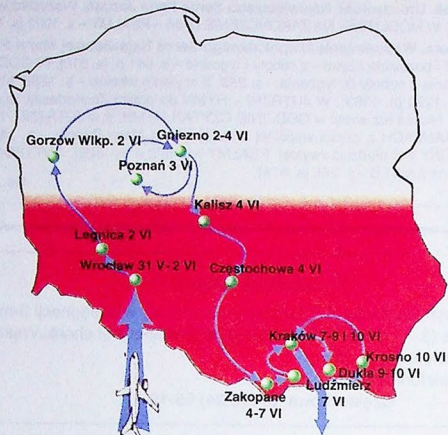 Gorzów Wlkp. 2 VI
Gniezno 2-4 VI
Poznań 3 VI
Kalisz 4 VI
Legnica 2 VI
Wrocław 31 V - 2 VI
Częstochowa 4 VI
Kraków 7-9 i 10 VI
Krosno 10 VI
Dukla 9-10 VI
Ludźmierz
7 VI
Zakopane
4-7 VI